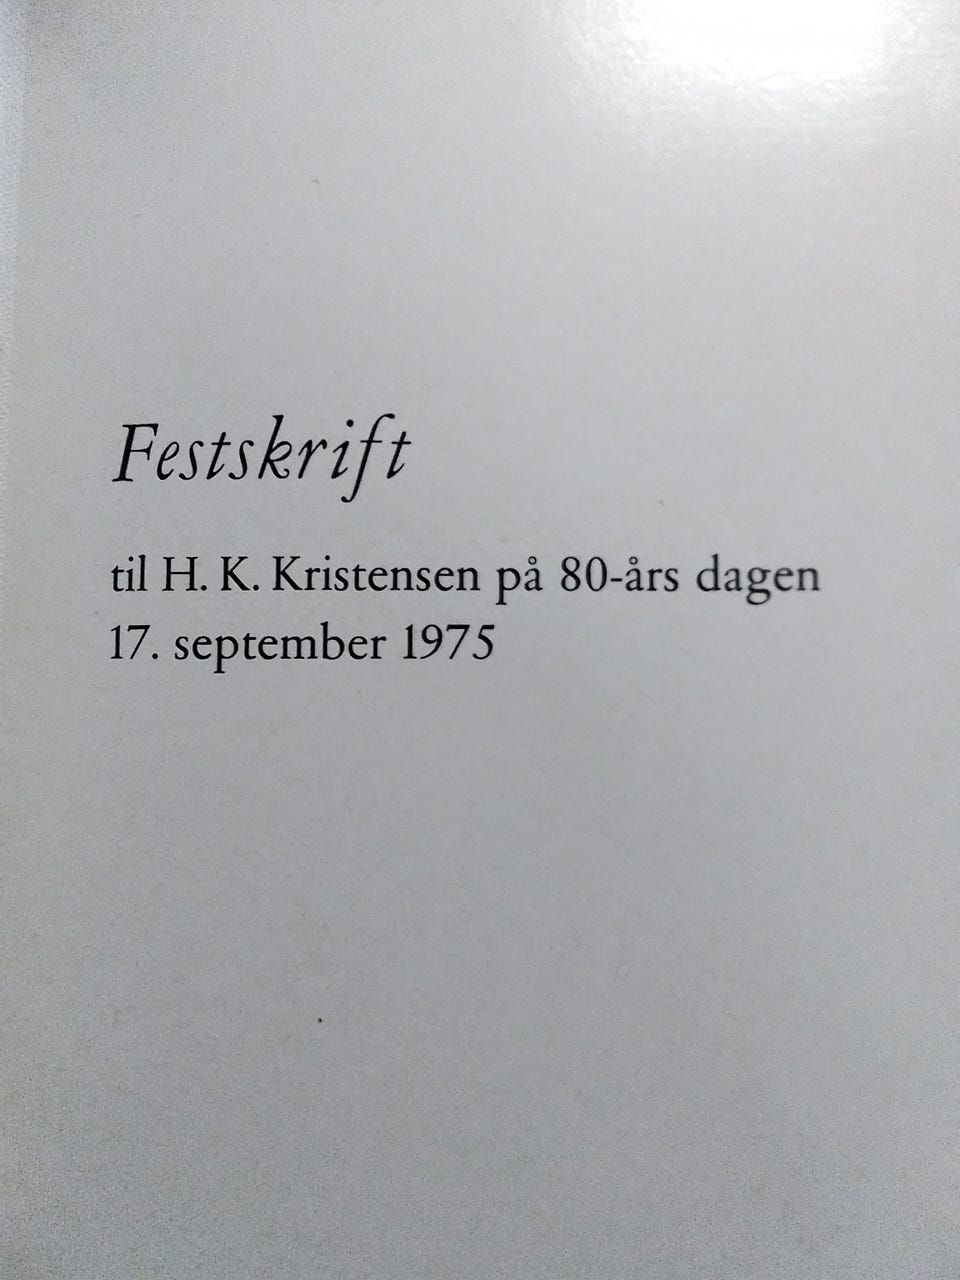 Festskrift
til H. K. Kristensen på 80-års dagen
17. september 1975